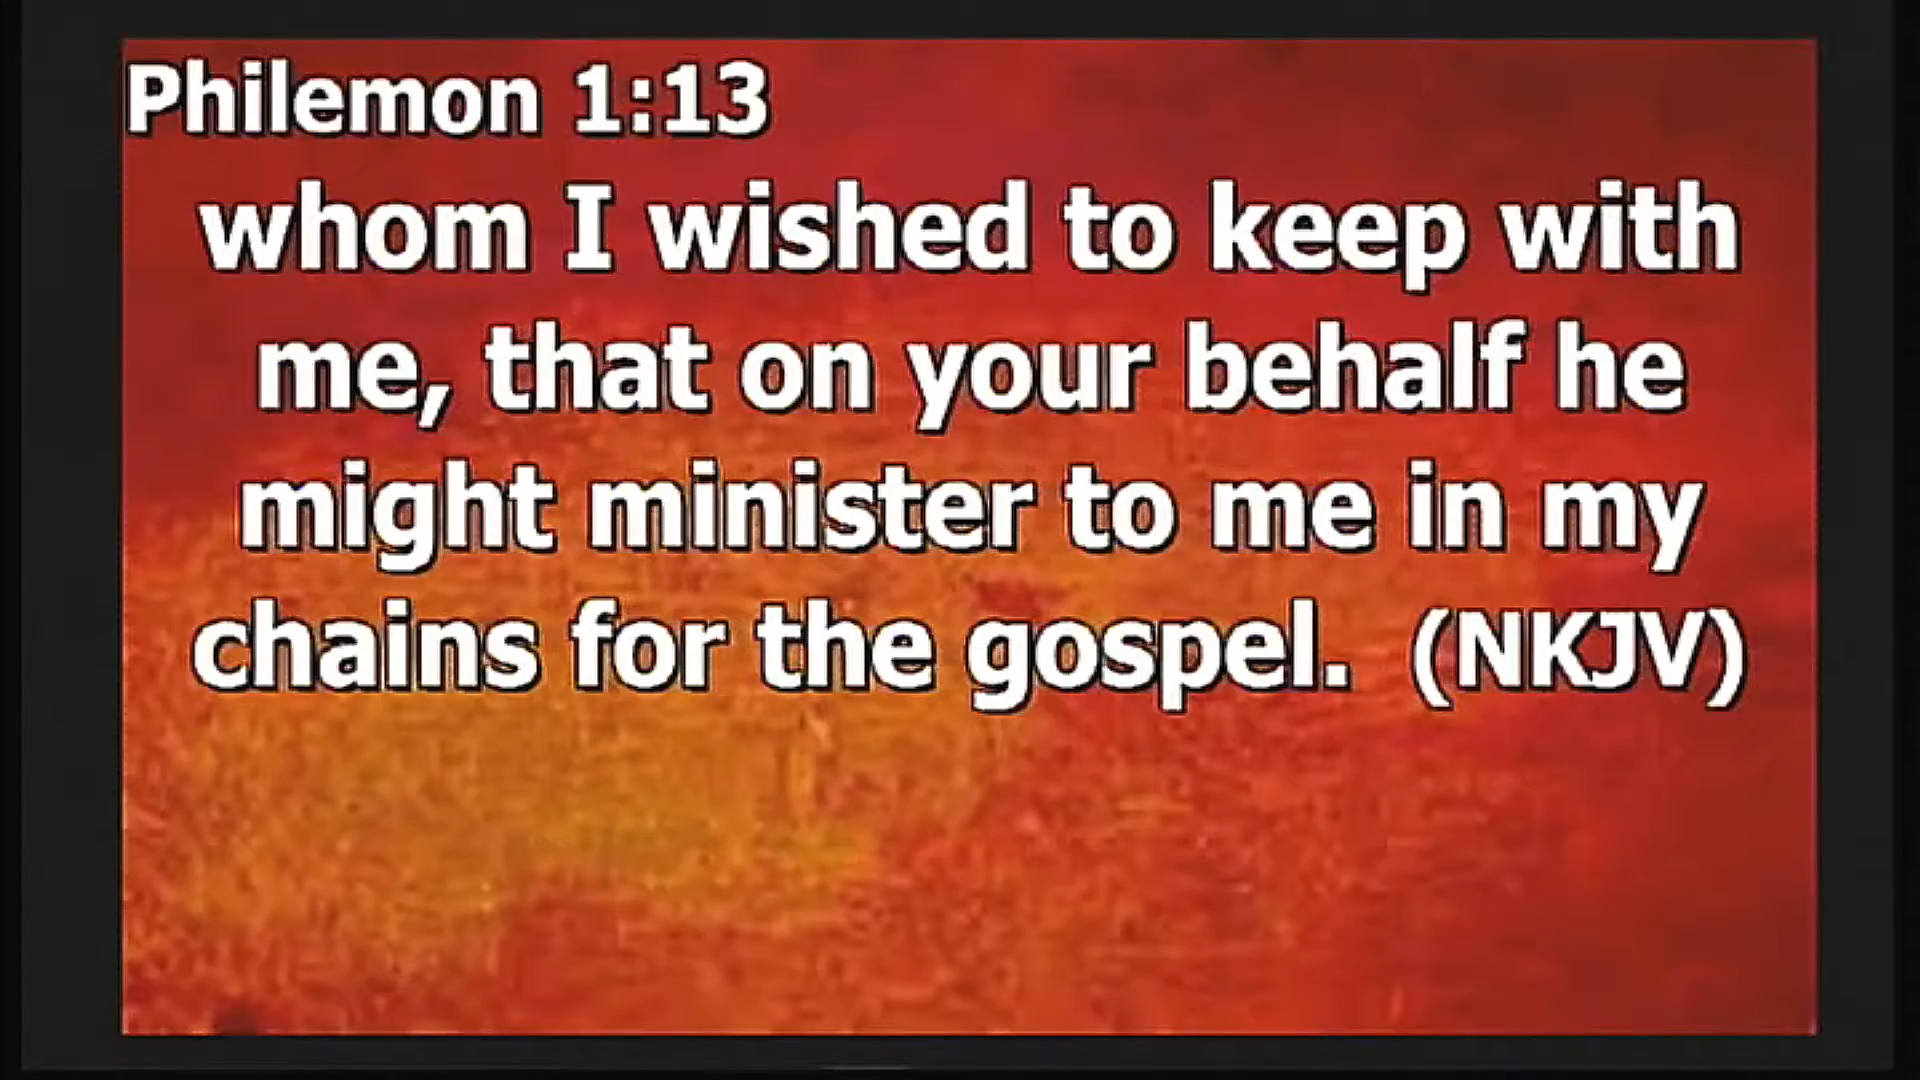 Philemon 1:13
whom I wished to keep with
me, that on your behalf he
might minister to me in my
chains for the gospel. (NKJV)